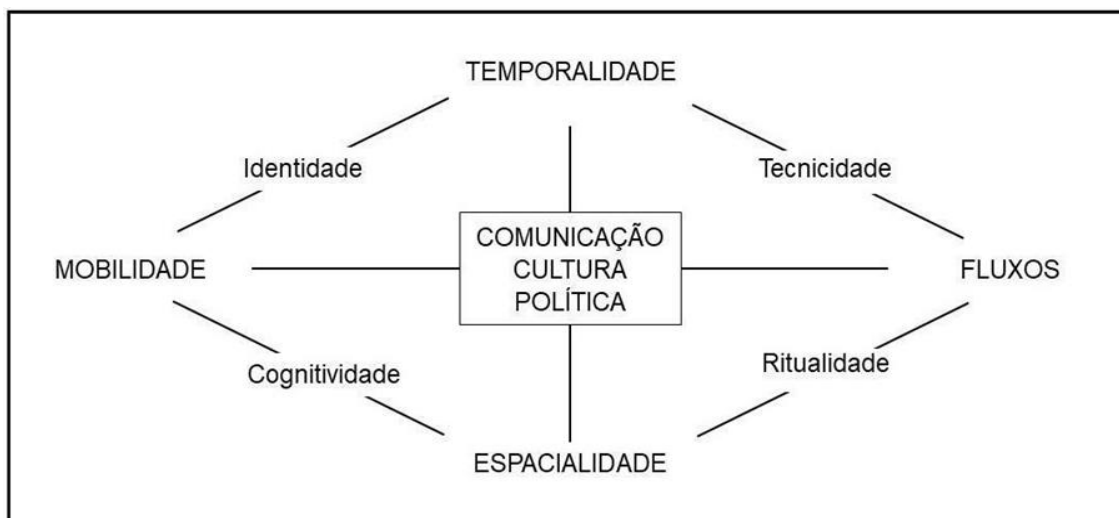 TEMPORALIDADE
Identidade
Tecnicidade
COMUNICAÇÃO
CULTURA
POLÍTICA
MOBILIDADE
FLUXOS
Cognitividade
Ritualidade
ESPACIALIDADE